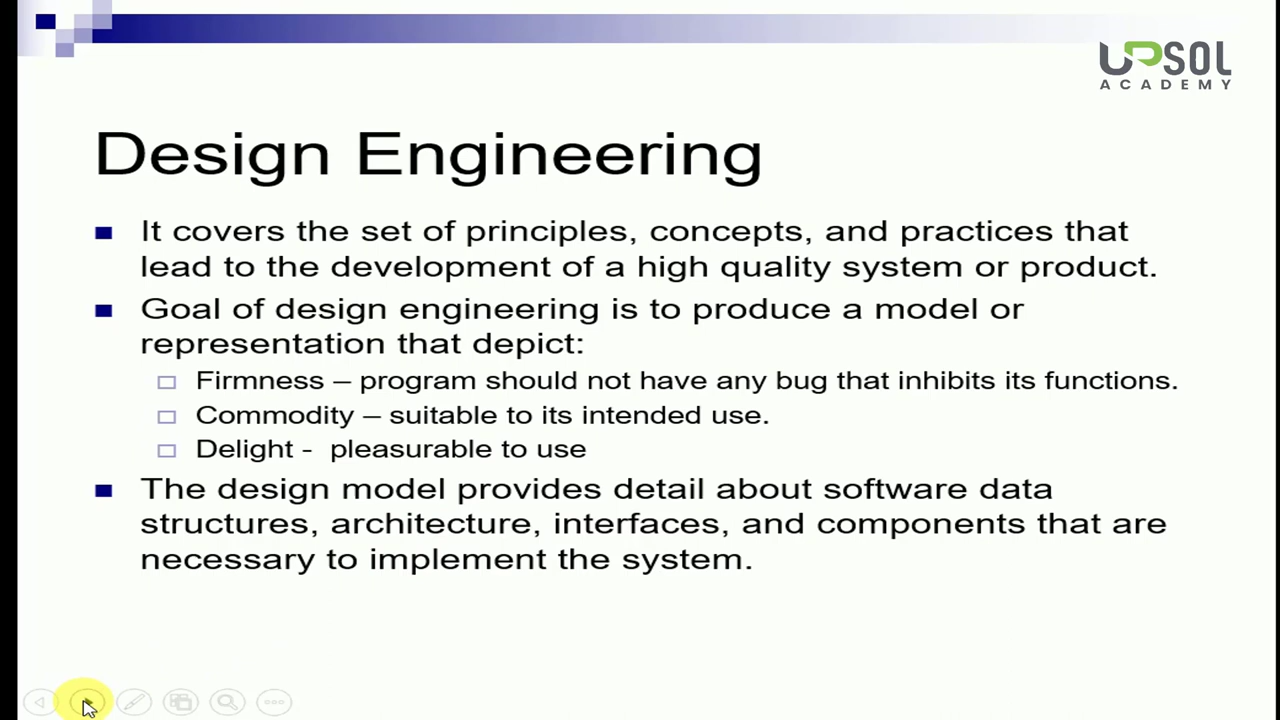 UPSOL
ACADEMY
Design Engineering
It covers the set of principles, concepts, and practices that
lead to the development of a high quality system or product.
Goal of design engineering is to produce a model or
representation that depict:
Firmness – program should not have any bug that inhibits its functions.
Commodity – suitable to its intended use.
Delight - pleasurable to use
The design model provides detail about software data
structures, architecture, interfaces, and components that are
necessary to implement the system.